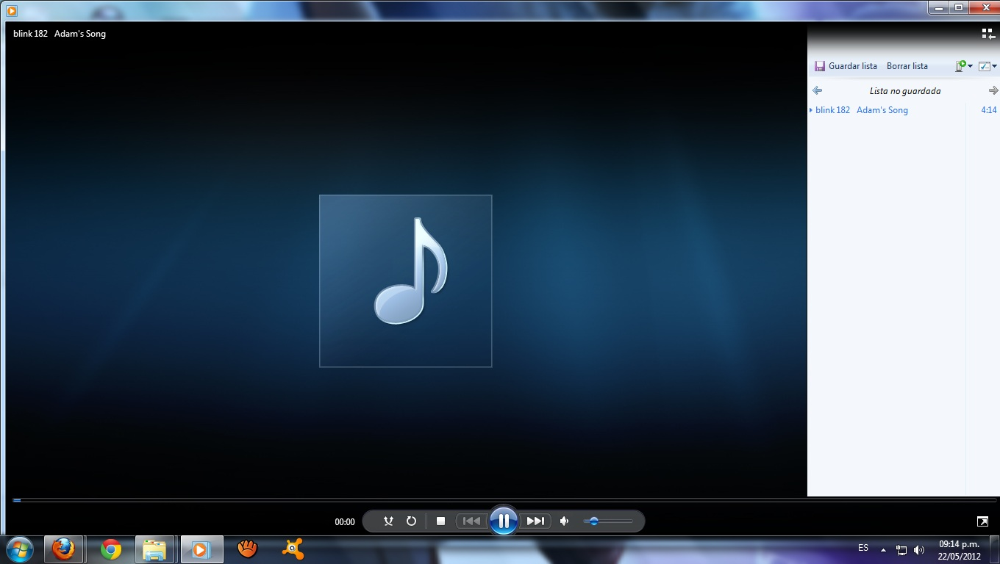 blink 182 Adam's Song
Guardar lista Borrar lista
Lista no guardada
blink 182 Adam's Song 4:14
00:00
ES
09:14 p.m.
22/05/2012